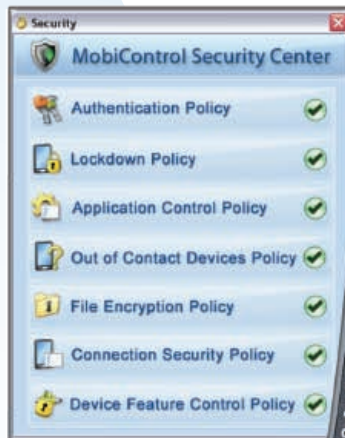 Security
MobiControl Security Center
Authentication Policy
Lockdown Policy
Application Control Policy
Out of Contact Devices Policy
File Encryption Policy
Connection Security Policy
Device Feature Control Policy